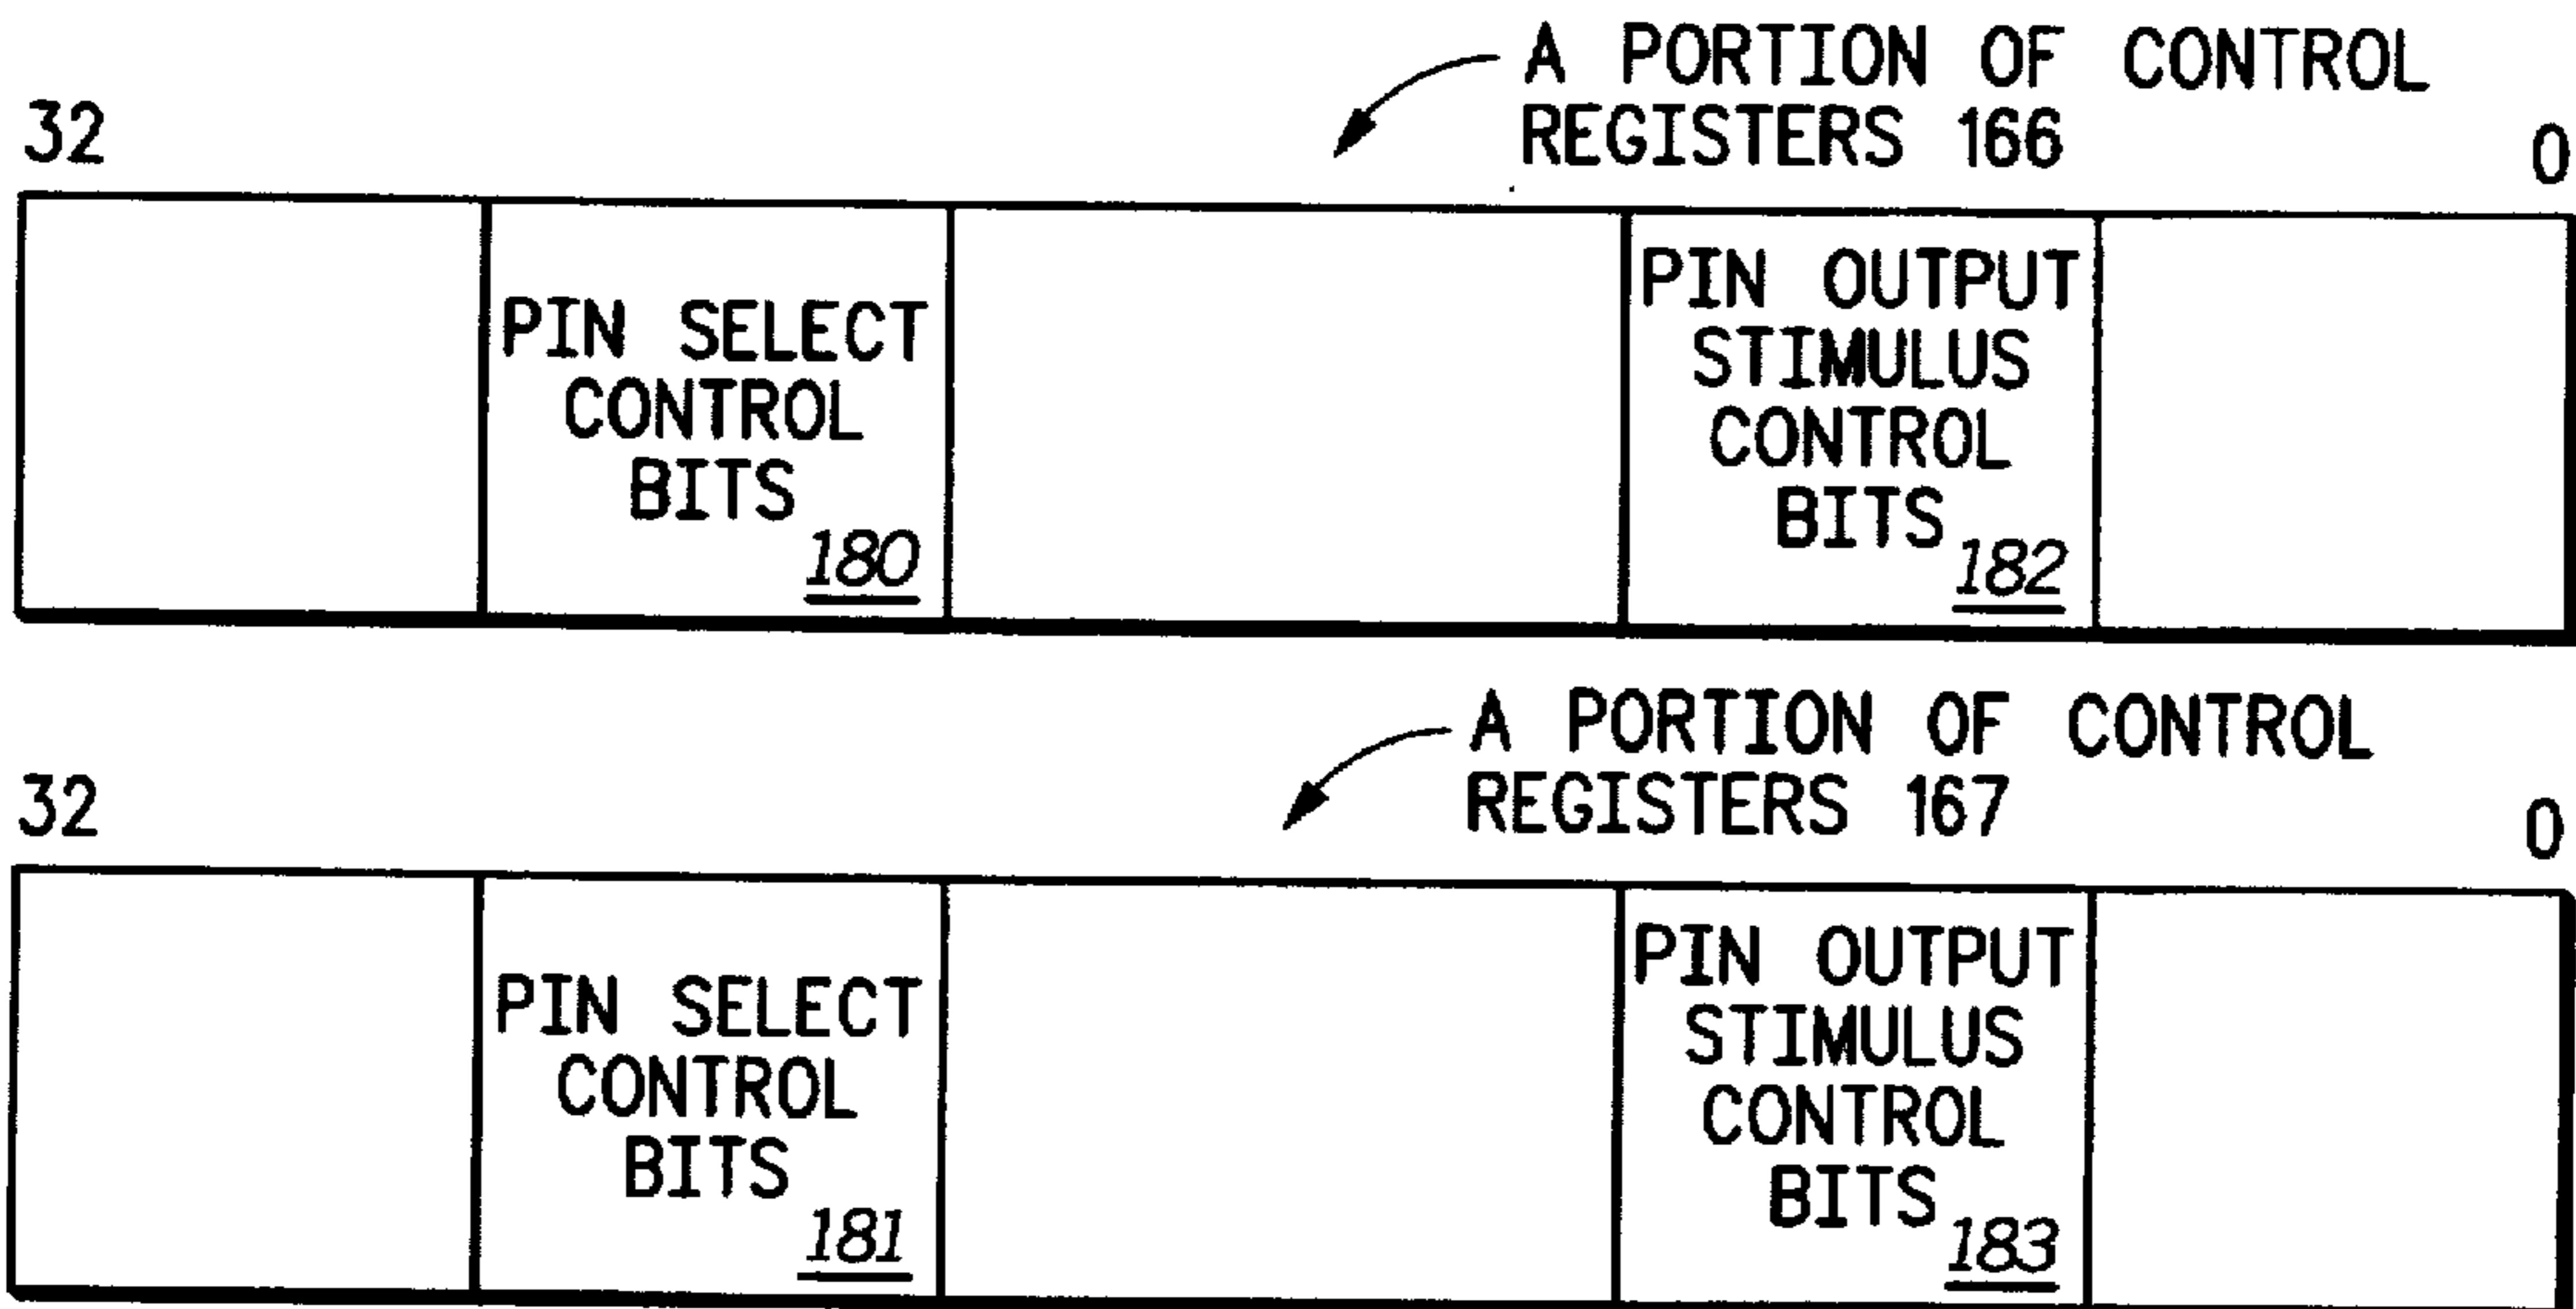 A PORTION OF CONTROL
REGISTERS 166
32
0
PIN SELECT
CONTROL
BITS
180
PIN OUTPUT
STIMULUS
CONTROL
BITS
182
A PORTION OF CONTROL
REGISTERS 167
32
0
PIN SELECT
CONTROL
BITS
181
PIN OUTPUT
STIMULUS
CONTROL
BITS
183